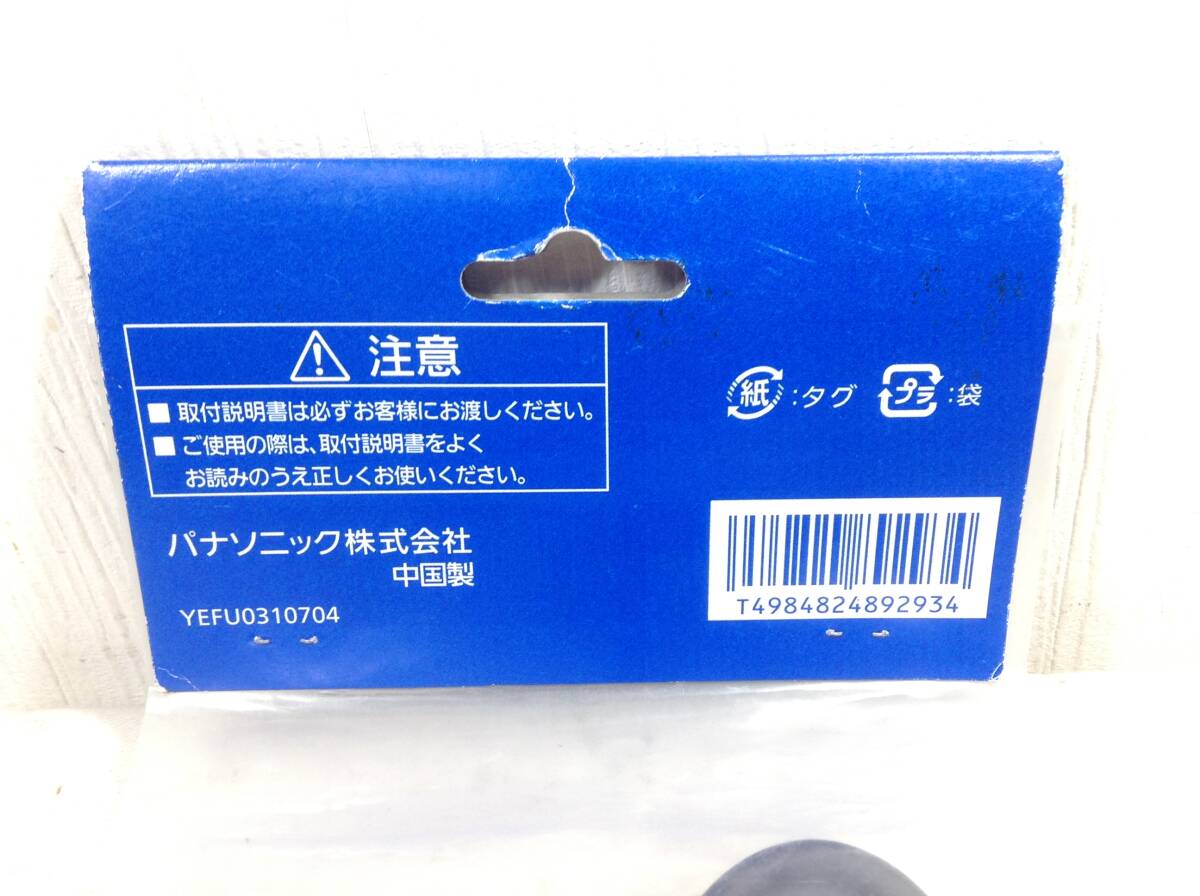 注意
■ 取付説明書は必ずお客様にお渡しください。
■ ご使用の際は、取付説明書をよく
お読みのうえ正しくお使いください。
紙:タグ プラ:袋
パナソニック株式会社
中国製
YEFU0310704
T4984824892934